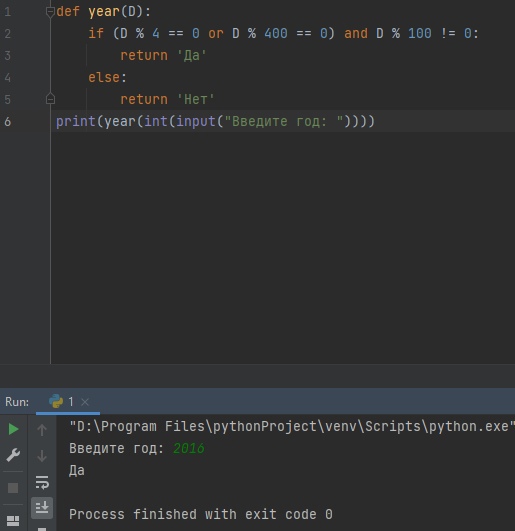 1 def year(D):
2 if (D % 4 == 0 or D % 400 == 0) and D % 100 != 0:
3 return 'Да'
4 else:
5 return 'Нет'
6 print(year(int(input("Введите год: "))))
Run: 1
"D:\Program Files\pythonProject\venv\Scripts\python.exe"
Введите год: 2016
Да
Process finished with exit code 0